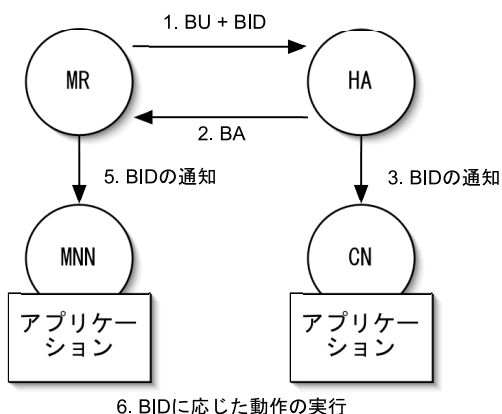 1. BU + BID
MR
HA
2. BA
5. BIDの通知
3. BIDの通知
MNN
CN
アプリケー
ション
アプリケー
ション
6. BIDに応じた動作の実行